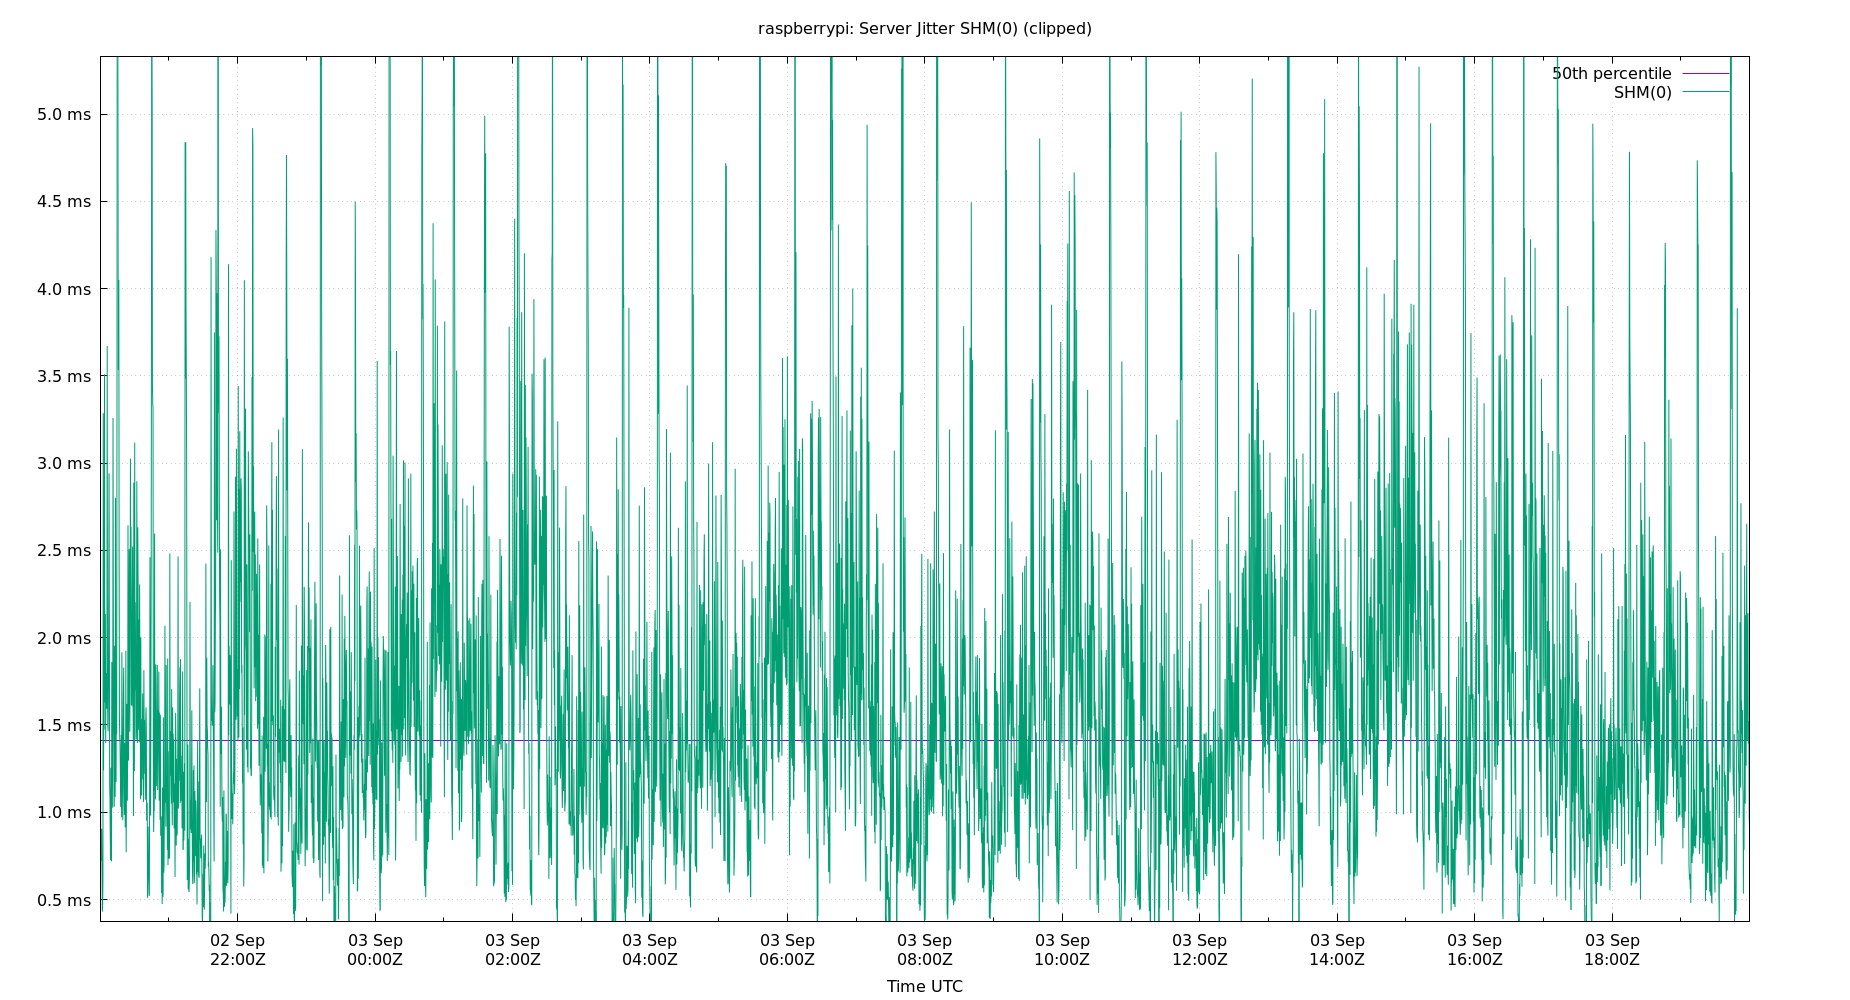 raspberrypi: Server Jitter SHM(0) (clipped)
50th percentile
SHM(0)
5.0 ms
4.5 ms
4.0 ms
3.5 ms
3.0 ms
2.5 ms
2.0 ms
1.5 ms
1.0 ms
0.5 ms
02 Sep 03 Sep 03 Sep 03 Sep 03 Sep 03 Sep 03 Sep 03 Sep 03 Sep 03 Sep 03 Sep
22:00Z 00:00Z 02:00Z 04:00Z 06:00Z 08:00Z 10:00Z 12:00Z 14:00Z 16:00Z 18:00Z
Time UTC